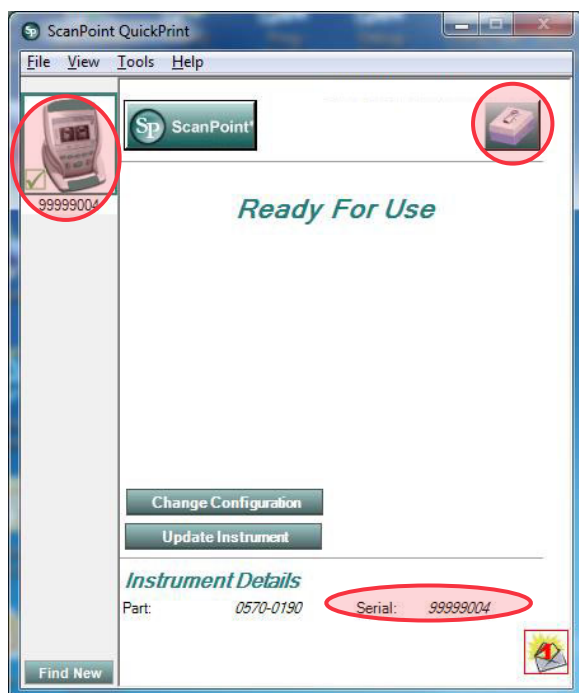 ScanPoint QuickPrint
File View Tools Help
Sp ScanPoint®
99999004
Ready For Use
Change Configuration
Update Instrument
Instrument Details
Part: 0570-0190 Serial: 99999004
Find New